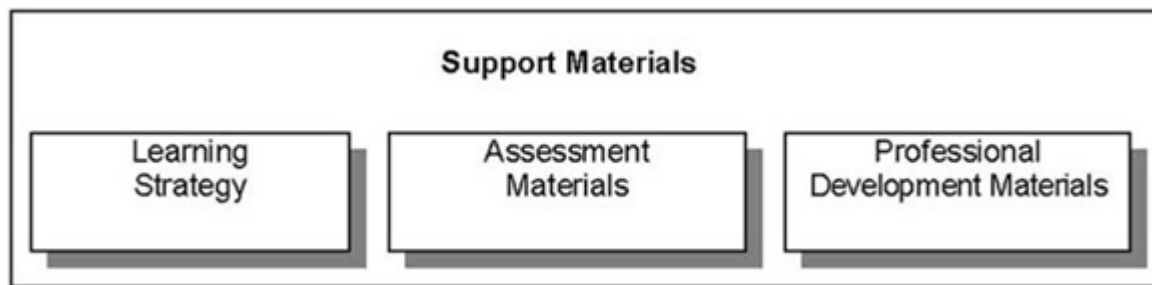 Support Materials
Learning
Strategy
Assessment
Materials
Professional
Development Materials